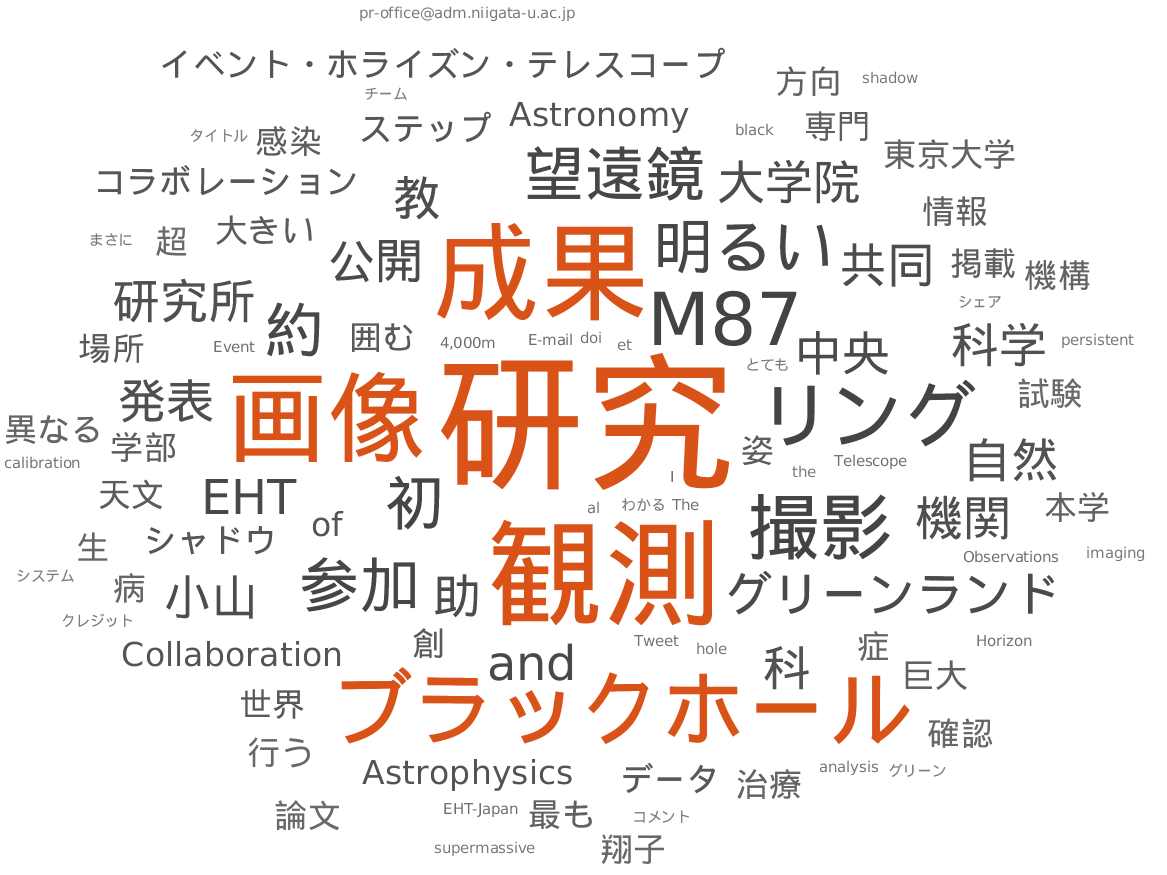 pr-office@adm.niigata-u.ac.jp
イベント・ホライズン・テレスコープ
方向
shadow
チーム
ステップ
Astronomy
black
専門
タイトル
感染
東京大学
コラボレーション
教
望遠鏡
大学院
情報
まさに
超
大きい
公開
成果
明るい
共同
掲載
機構
研究所
約
囲む
M87
シェア
場所
Event
4,000m
E-mail
doi
et
とても
中央
科学
persistent
発表
画像
研究
リング
試験
異なる
学部
姿
自然
calibration
the
Telescope
I
天文
EHT
初
of
al
わかる
The
撮影
機関
本学
生
シャドウ
Observations
imaging
システム
病
小山
参加
助
観測
グリーンランド
クレジット
Collaboration
創
and
Tweet
hole
科
症
Horizon
巨大
世界
ブラックホール
確認
行う
Astrophysics
データ
治療
analysis
グリーン
論文
EHT-Japan
最も
コメント
supermassive
翔子